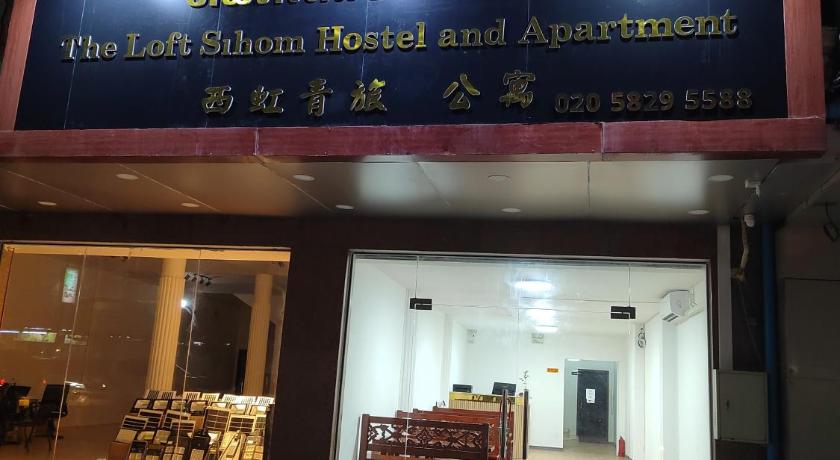 The Loft Sihom Hostel and Apartment
西虹青旅 公寓 020 5829 5588